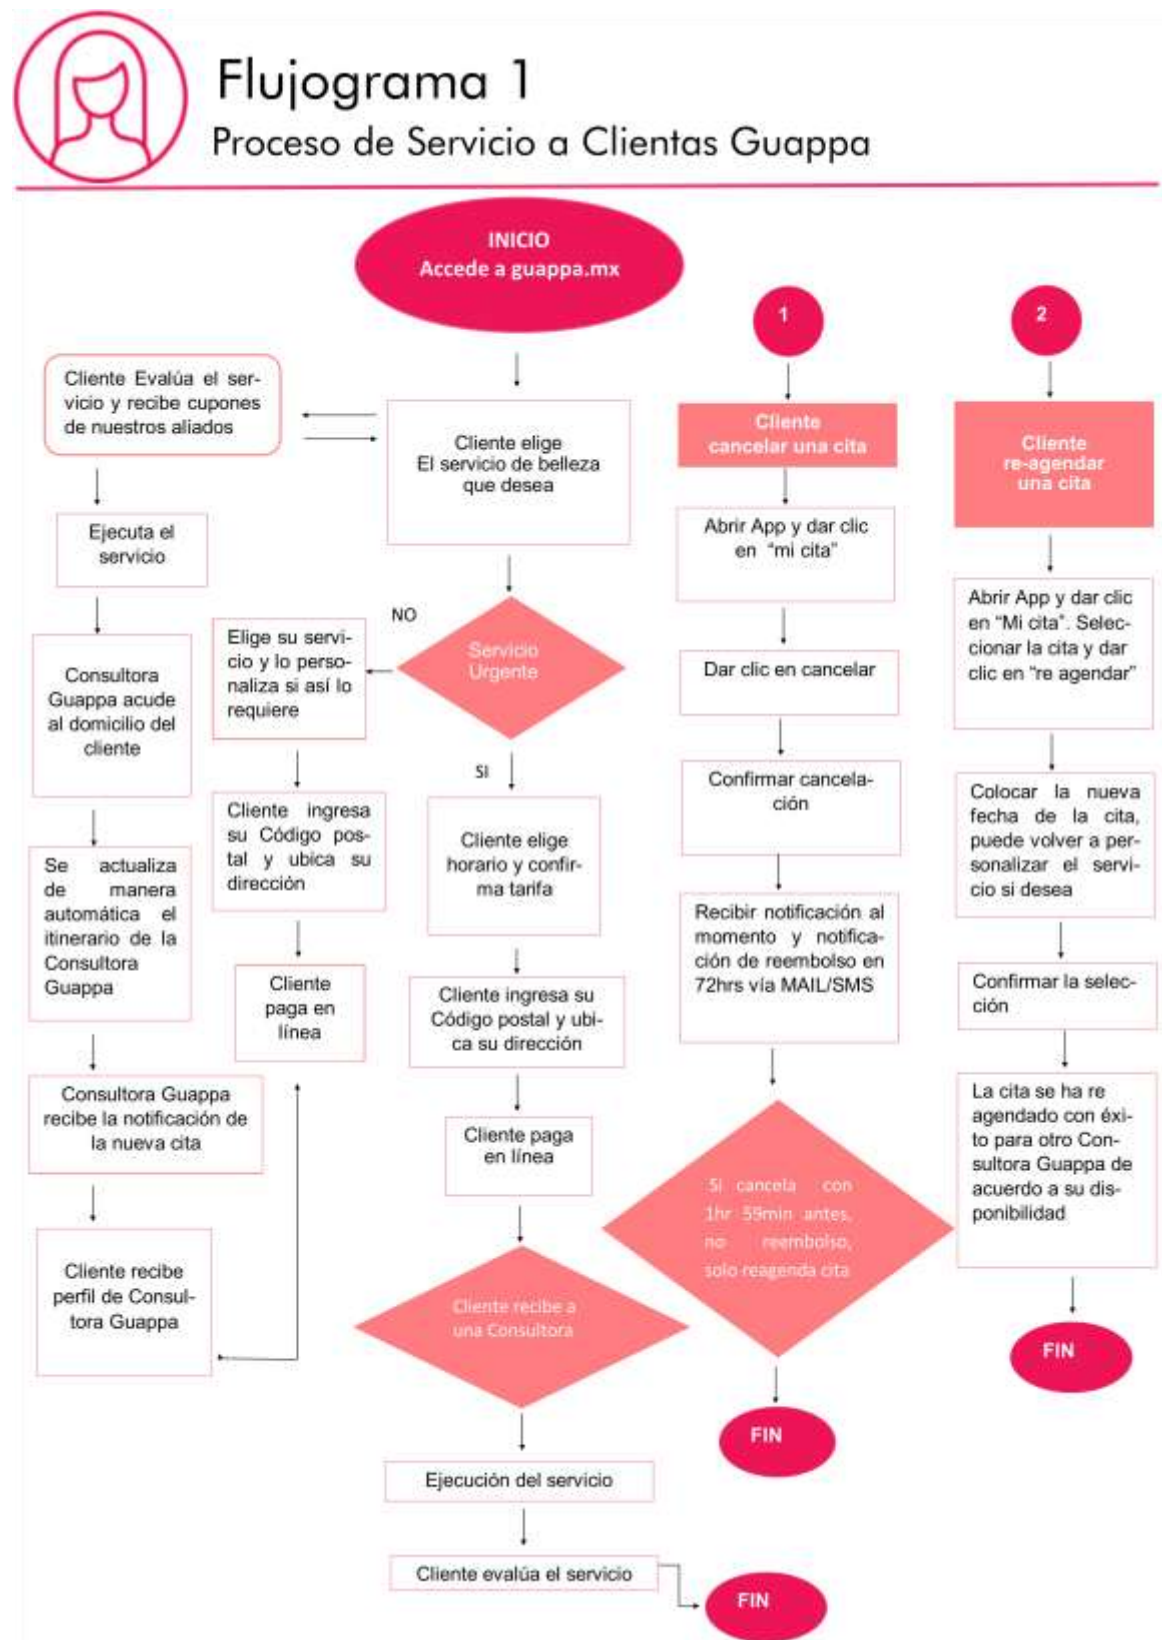 Flujograma 1
Proceso de Servicio a Clientas Guappa
INICIO
Accede a guappa.mx
Cliente Evalúa el ser-
vicio y recibe cupones
de nuestros aliados
Ejecuta el
servicio
Consultora
Guappa acude
al domicilio del
cliente
Se actualiza
de manera
automática el
itinerario de la
Consultora
Guappa
Consultora Guappa
recibe la notificación de
la nueva cita
Cliente recibe
perfil de Consul-
tora Guappa
Cliente elige
El servicio de belleza
que desea
Servicio
Urgente
NO
Elige su servi-
cio y lo perso-
naliza si así lo
requiere
Cliente ingresa
su Código pos-
tal y ubica su
dirección
Cliente
paga en
línea
SI
Cliente elige
horario y confir-
ma tarifa
Cliente ingresa su
Código postal y ubi-
ca su dirección
Cliente paga
en línea
Cliente recibe a
una Consultora
Ejecución del servicio
Cliente evalúa el servicio
FIN
1
Cliente
cancelar una cita
Abrir App y dar clic
en “mi cita”
Dar clic en cancelar
Confirmar cancela-
ción
Recibir notificación al
momento y notifica-
ción de reembolso en
72hrs vía MAIL/SMS
Si cancela con
1hr 59min antes,
no reembolso,
solo reagenda cita
FIN
2
Cliente
re-agendar
una cita
Abrir App y dar clic
en “Mi cita”. Selec-
cionar la cita y dar
clic en “re agendar”
Colocar la nueva
fecha de la cita,
puede volver a per-
sonalizar el servi-
cio si desea
Confirmar la selec-
ción
La cita se ha re
agendado con éxi-
to para otro Con-
sultora Guappa de
acuerdo a su dis-
ponibilidad
FIN